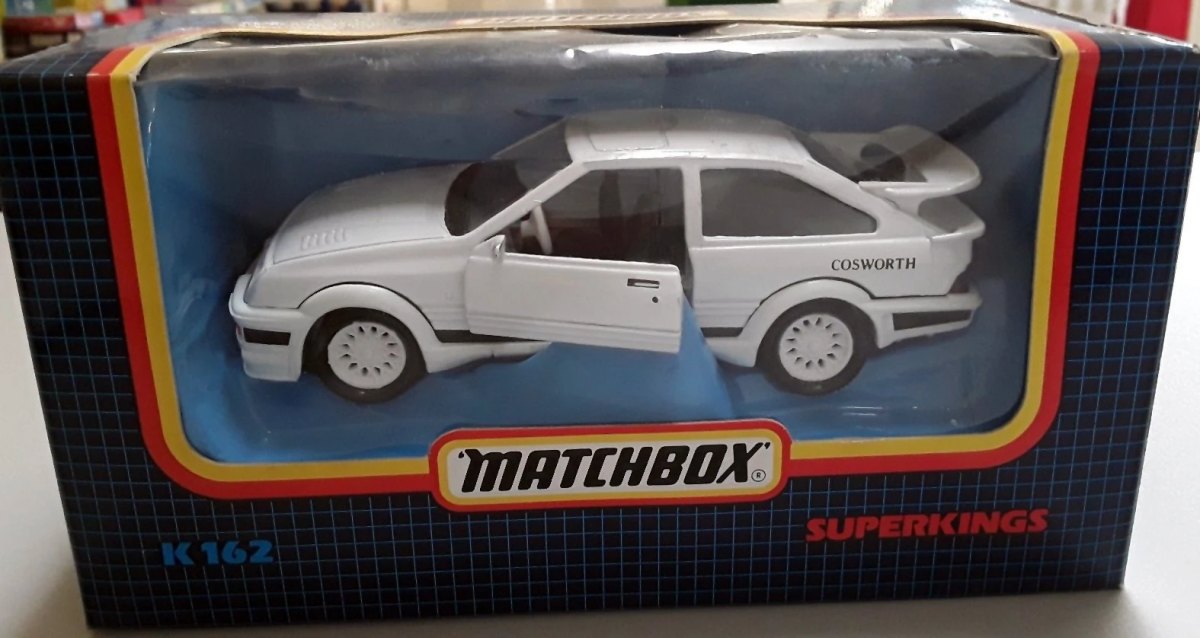 COSWORTH
'MATCHBOX'®
K 162
SUPERKINGS